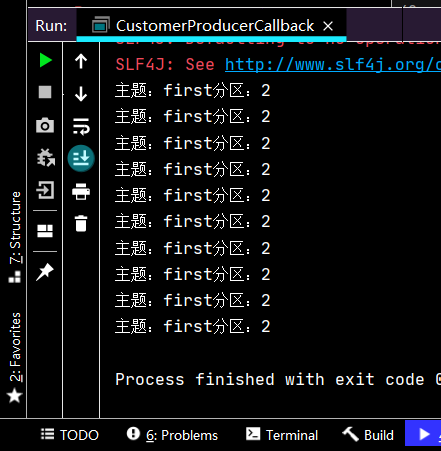 Run: CustomerProducerCallback ×
SLF4J: See http://www.slf4j.org/
主题：first分区：2
主题：first分区：2
主题：first分区：2
主题：first分区：2
主题：first分区：2
主题：first分区：2
主题：first分区：2
主题：first分区：2
主题：first分区：2
主题：first分区：2
Process finished with exit code 0
7: Structure
2: Favorites
TODO 6: Problems Terminal Build